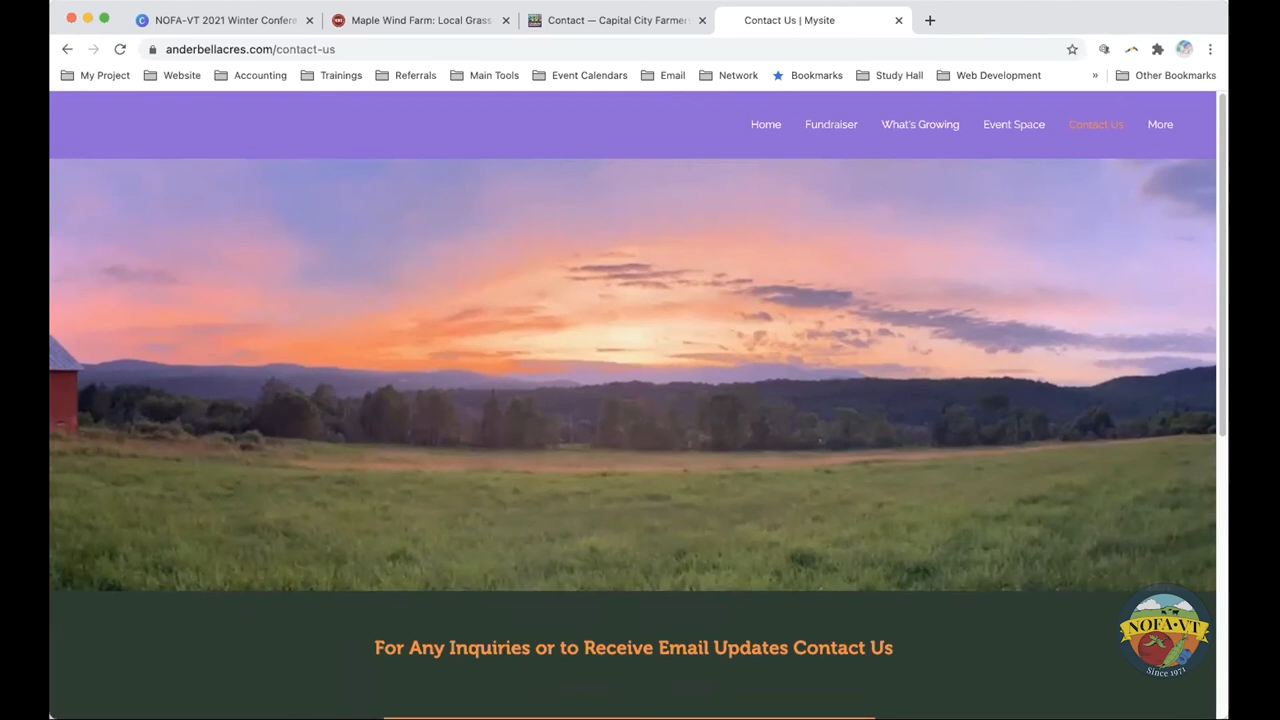 NOFA-VT 2021 Winter Confere
Maple Wind Farm: Local Grass
Contact — Capital City Farmer
Contact Us | Mysite
anderbellacres.com/contact-us
My Project
Website
Accounting
Trainings
Referrals
Main Tools
Event Calendars
Email
Network
Bookmarks
Study Hall
Web Development
»
Other Bookmarks
Home
Fundraiser
What's Growing
Event Space
Contact Us
More
For Any Inquiries or to Receive Email Updates Contact Us
NOFA•VT
Since 1971